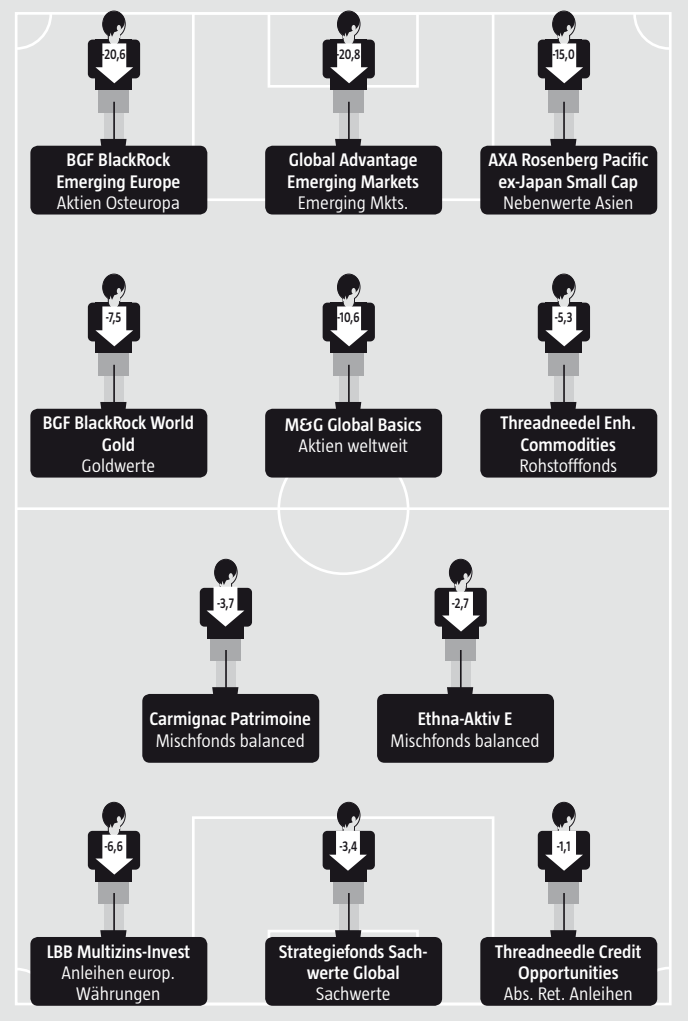 -20,6
BGF BlackRock
Emerging Europe
Aktien Osteuropa
-20,8
Global Advantage
Emerging Markets
Emerging Mkts.
-15,0
AXA Rosenberg Pacific
ex-Japan Small Cap
Nebenwerte Asien
-7,5
BGF BlackRock World
Gold
Goldwerte
-10,6
M&G Global Basics
Aktien weltweit
-5,3
Threadneedel Enh.
Commodities
Rohstofffonds
-3,7
Carmignac Patrimoine
Mischfonds balanced
-2,7
Ethna-Aktiv E
Mischfonds balanced
-6,6
LBB Multizins-Invest
Anleihen europ.
Währungen
-3,4
Strategiefonds Sach-
werte Global
Sachwerte
-1,1
Threadneedle Credit
Opportunities
Abs. Ret. Anleihen